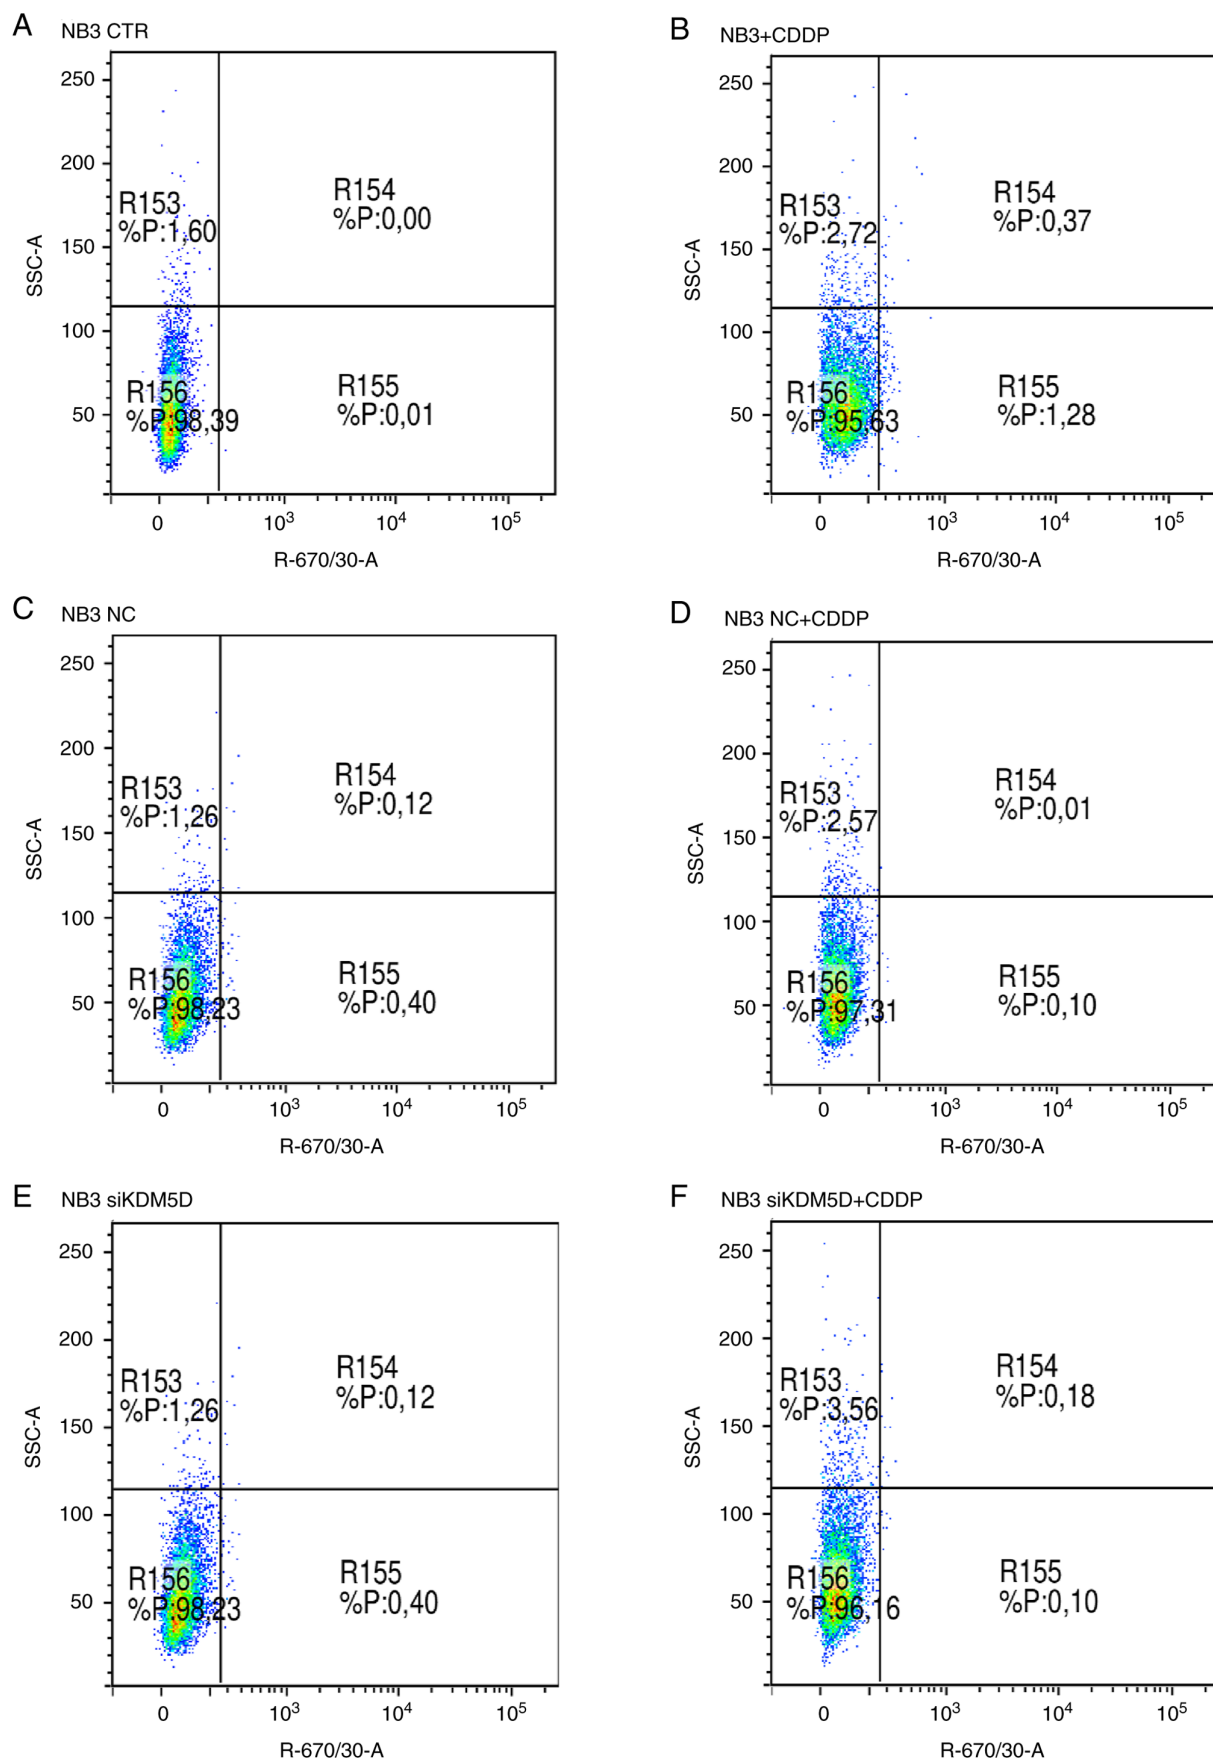 A NB3 CTR
250
200
150
100
50
SSC-A
R153
%P:1,60
R154
%P:0,00
R156
%P:98,39
R155
%P:0,01
0 10³ 10⁴ 10⁵
R-670/30-A
B NB3+CDDP
250
200
150
100
50
SSC-A
R153
%P:2,72
R154
%P:0,37
R156
%P:95,63
R155
%P:1,28
0 10³ 10⁴ 10⁵
R-670/30-A
C NB3 NC
250
200
150
100
50
SSC-A
R153
%P:1,26
R154
%P:0,12
R156
%P:98,23
R155
%P:0,40
0 10³ 10⁴ 10⁵
R-670/30-A
D NB3 NC+CDDP
250
200
150
100
50
SSC-A
R153
%P:2,57
R154
%P:0,01
R156
%P:97,31
R155
%P:0,10
0 10³ 10⁴ 10⁵
R-670/30-A
E NB3 siKDM5D
250
200
150
100
50
SSC-A
R153
%P:1,26
R154
%P:0,12
R156
%P:98,23
R155
%P:0,40
0 10³ 10⁴ 10⁵
R-670/30-A
F NB3 siKDM5D+CDDP
250
200
150
100
50
SSC-A
R153
%P:3,56
R154
%P:0,18
R156
%P:96,16
R155
%P:0,10
0 10³ 10⁴ 10⁵
R-670/30-A